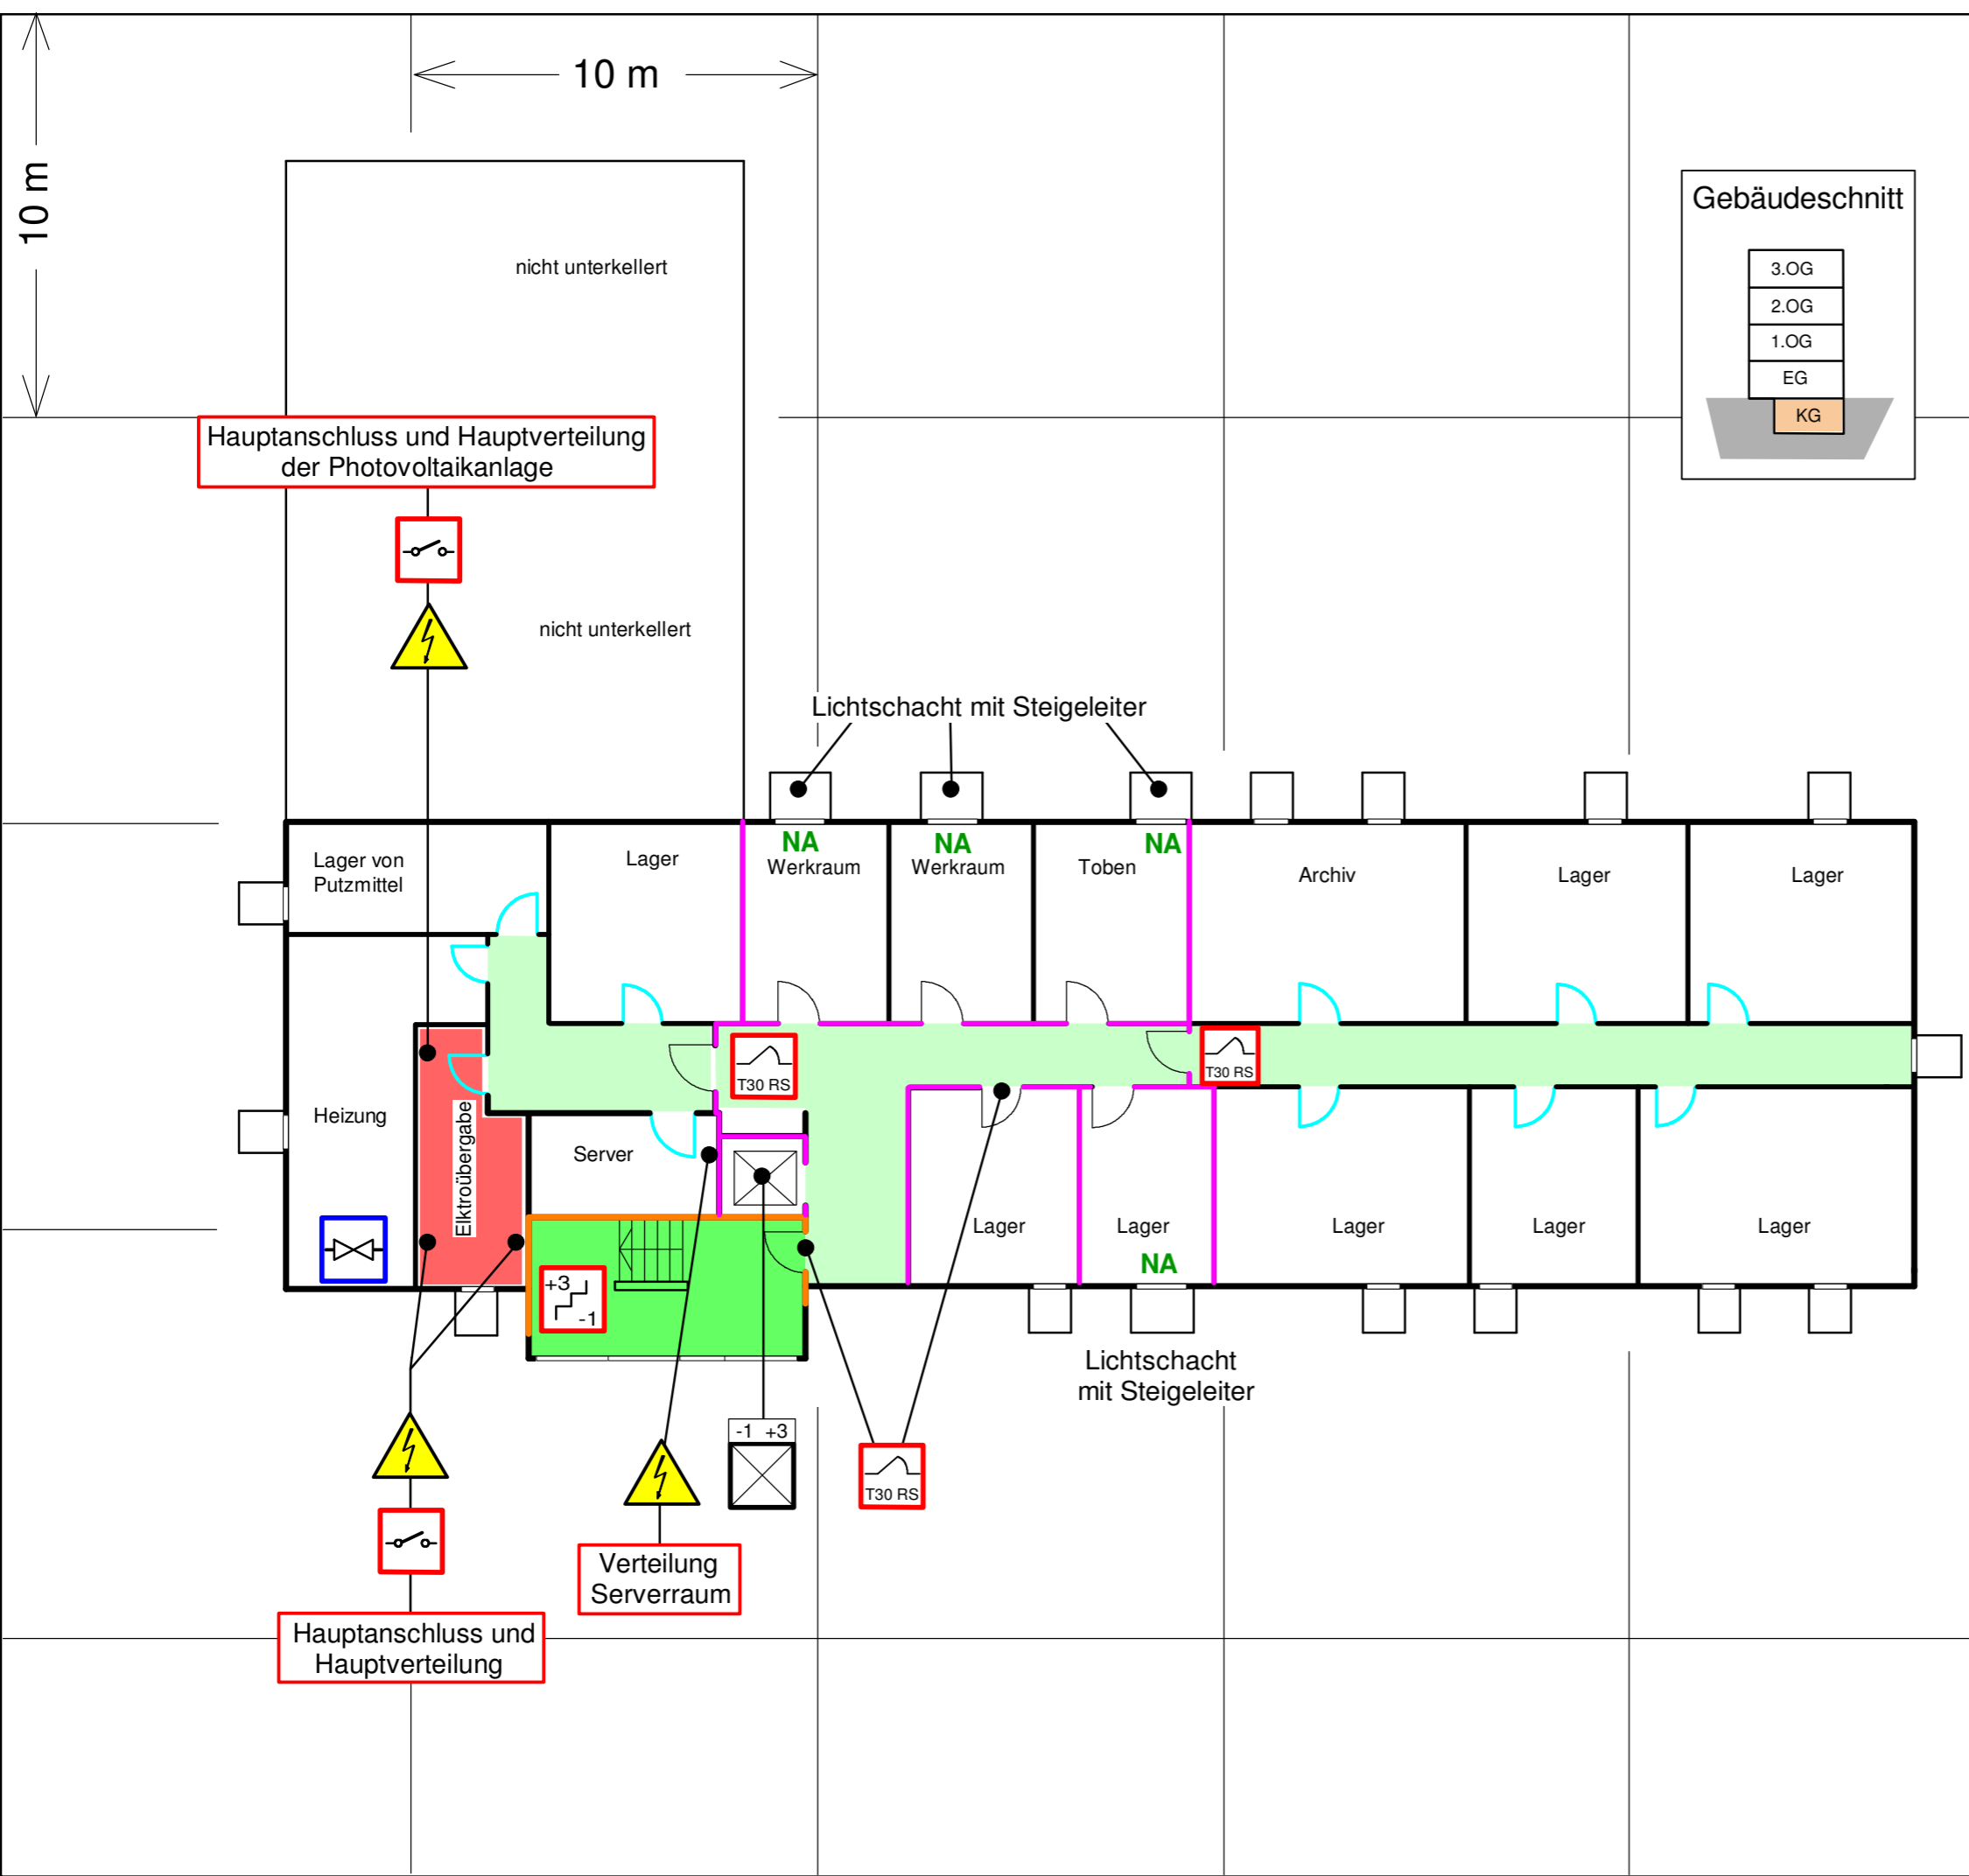 10 m
10 m
Gebäudeschnitt
3.OG
2.OG
1.OG
EG
KG
nicht unterkellert
Hauptanschluss und Hauptverteilung
der Photovoltaikanlage
nicht unterkellert
Lichtschacht mit Steigeleiter
NA
NA
NA
Lager von
Putzmittel
Lager
Werkraum
Werkraum
Toben
Archiv
Lager
Lager
T30 RS
T30 RS
Heizung
Elktroübergabe
Server
Lager
Lager
Lager
Lager
Lager
NA
+3
-1
Lichtschacht
mit Steigeleiter
-1 +3
T30 RS
Verteilung
Serverraum
Hauptanschluss und
Hauptverteilung